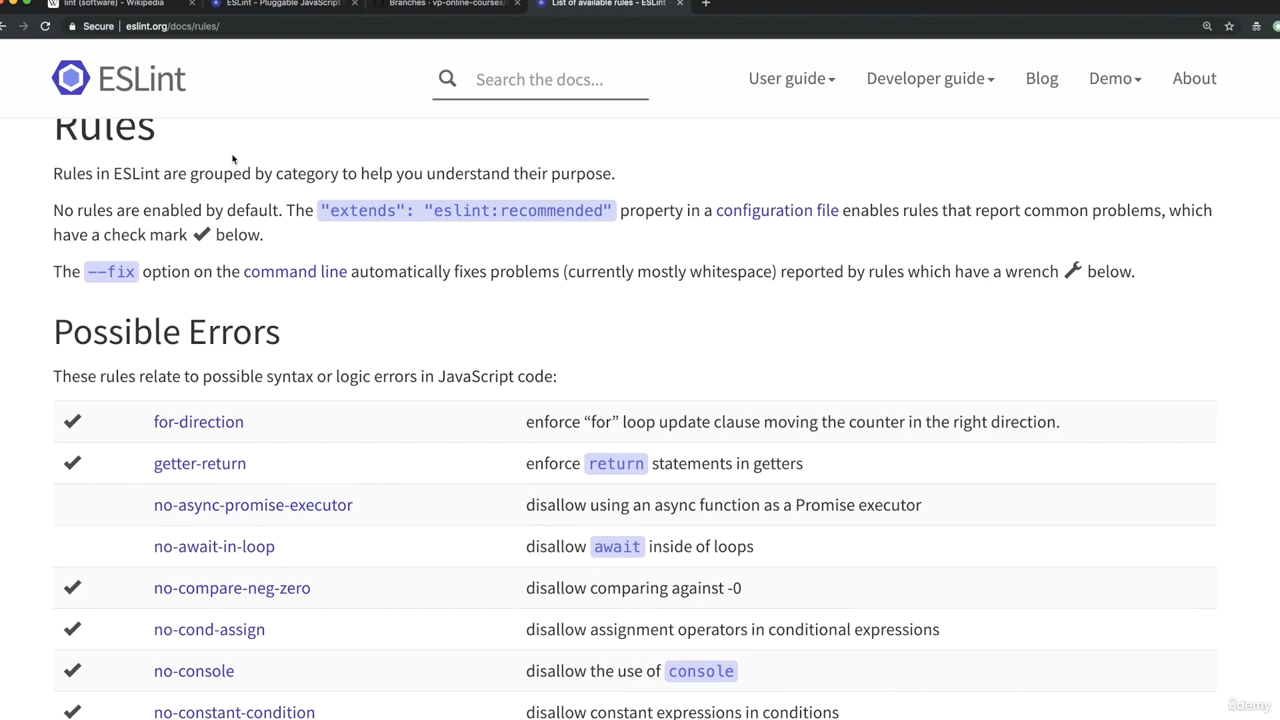 lint (software) - Wikipedia
ESLint - Pluggable JavaScript
Branches · vp-online-courses/
List of available rules - ESLint
Secure | eslint.org/docs/rules/
ESLint
Search the docs...
User guide
Developer guide
Blog
Demo
About
Rules
Rules in ESLint are grouped by category to help you understand their purpose.
No rules are enabled by default. The "extends": "eslint:recommended" property in a configuration file enables rules that report common problems, which
have a check mark ✔ below.
The --fix option on the command line automatically fixes problems (currently mostly whitespace) reported by rules which have a wrench 🔧 below.
Possible Errors
These rules relate to possible syntax or logic errors in JavaScript code:
✔ for-direction enforce “for” loop update clause moving the counter in the right direction.
✔ getter-return enforce return statements in getters
no-async-promise-executor disallow using an async function as a Promise executor
no-await-in-loop disallow await inside of loops
✔ no-compare-neg-zero disallow comparing against -0
✔ no-cond-assign disallow assignment operators in conditional expressions
✔ no-console disallow the use of console
✔ no-constant-condition disallow constant expressions in conditions
ûdemy